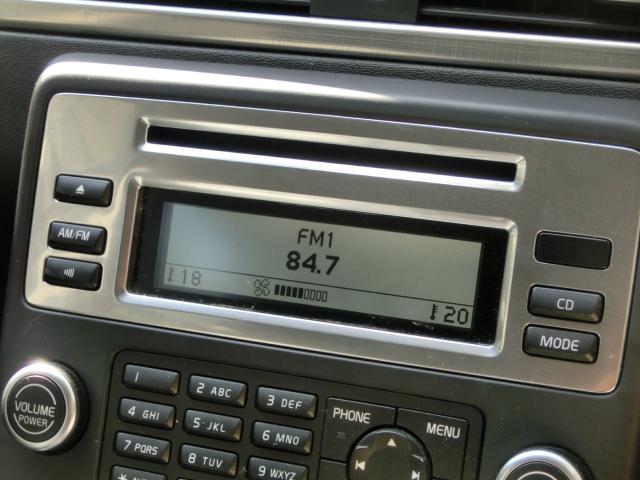 AM/FM
FM1
84.7
18
20
CD
MODE
VOLUME
POWER
1
2 ABC
3 DEF
4 GHI
5 · JKL
6 MNO
7 PQRS
8 TUV
9 WXYZ
PHONE
MENU